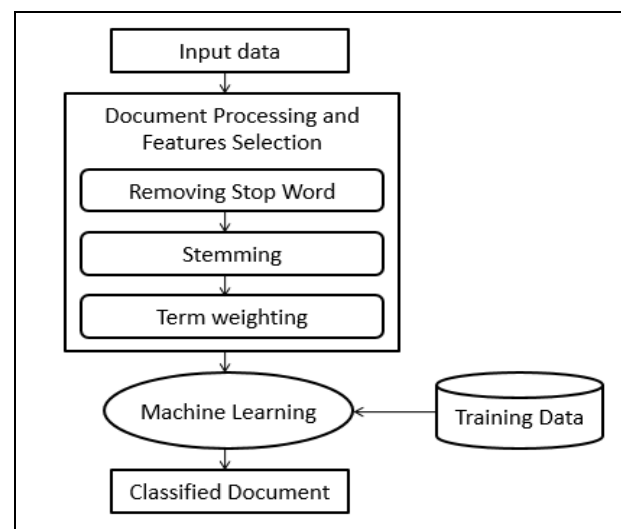 Input data
Document Processing and
Features Selection
Removing Stop Word
Stemming
Term weighting
Machine Learning
Training Data
Classified Document